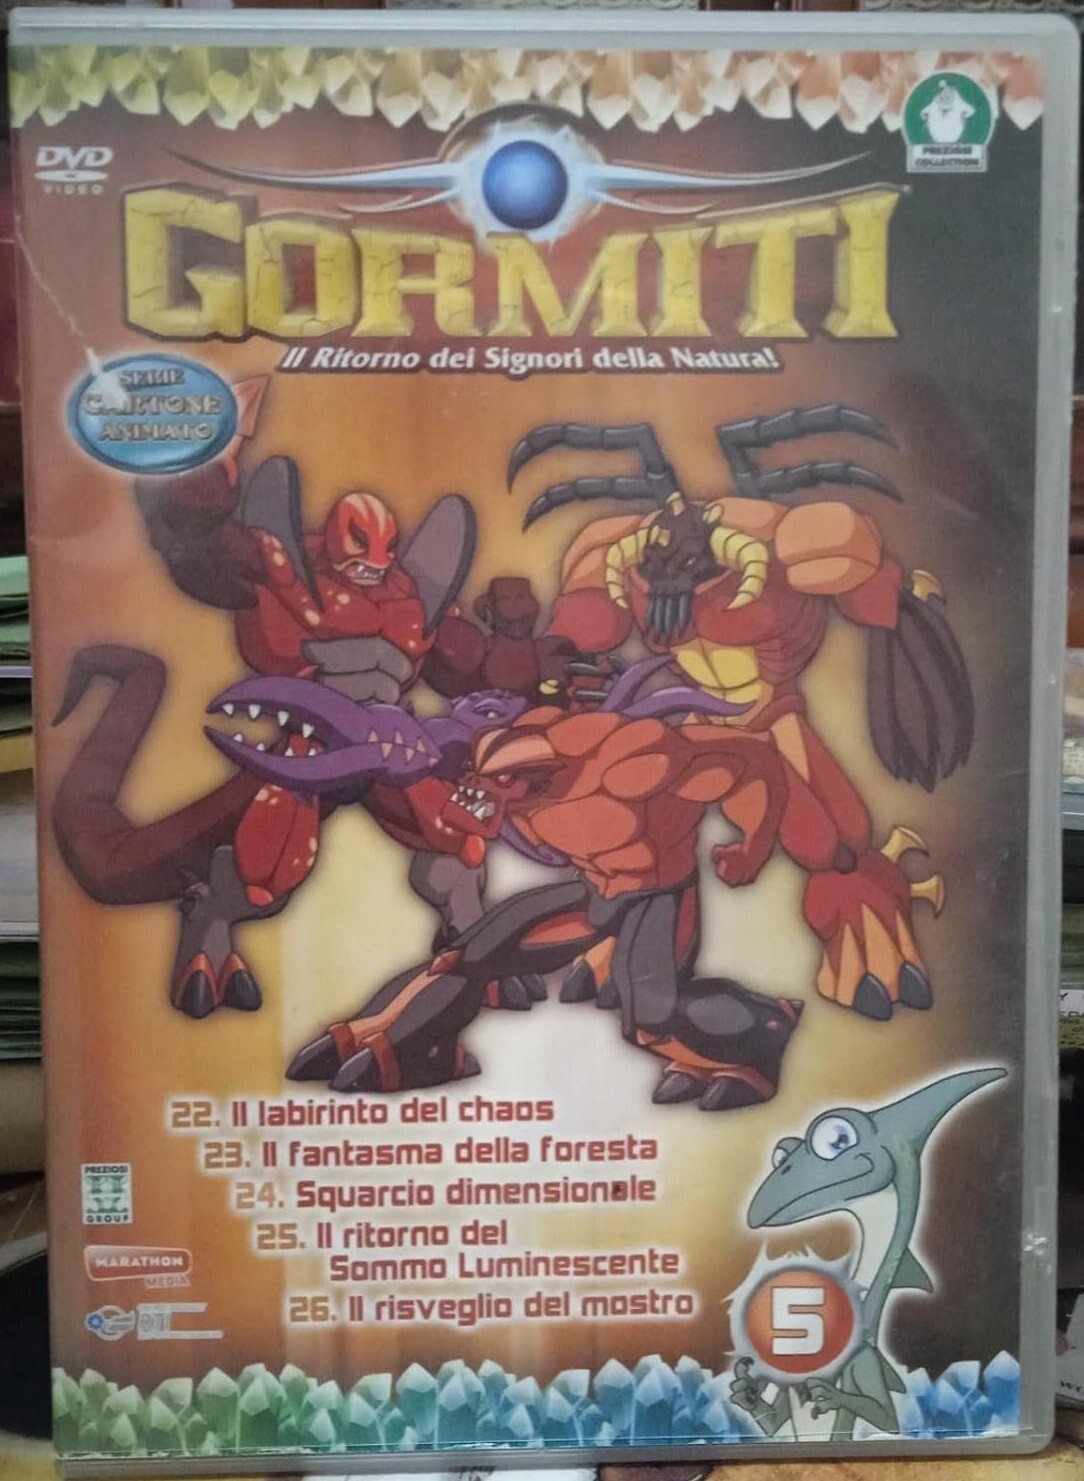 DVD
VIDEO
PREZIOSI
COLLECTION
GORMITI
Il Ritorno dei Signori della Natura!
SERIE
CARTONE
ANIMATO
22. Il labirinto del chaos
23. Il fantasma della foresta
24. Squarcio dimensionale
25. Il ritorno del
Sommo Luminescente
26. Il risveglio del mostro
PREZIOSI
GROUP
MARATHON
MEDIA
5